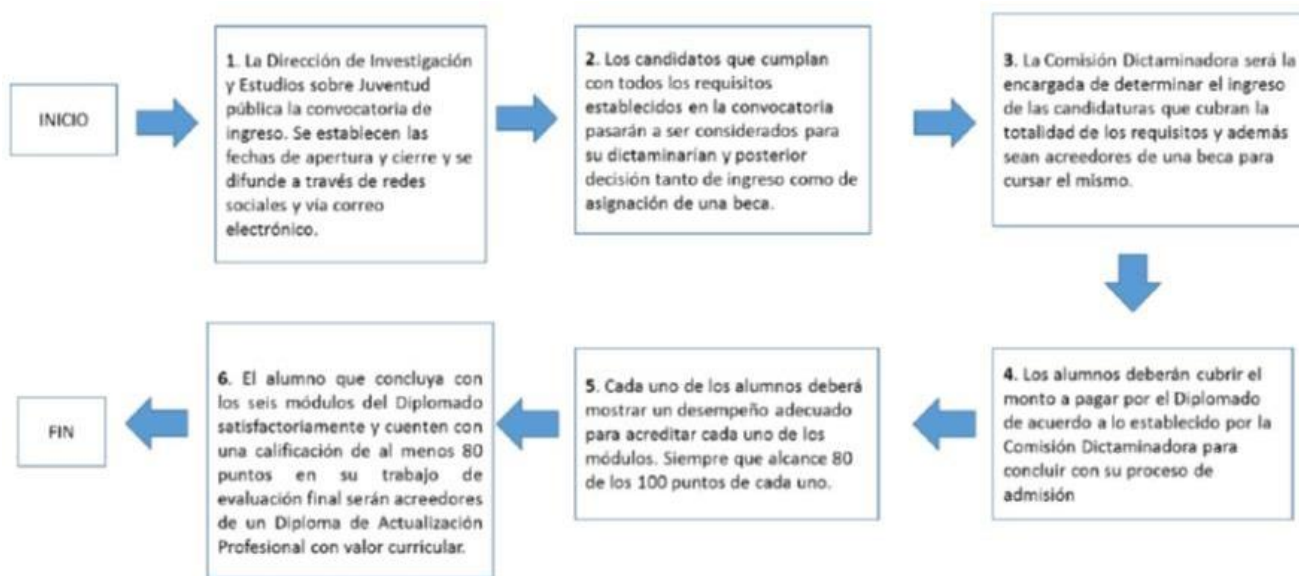 INICIO
1. La Dirección de Investigación
y Estudios sobre Juventud
pública la convocatoria de
ingreso. Se establecen las
fechas de apertura y cierre y se
difunde a través de redes
sociales y vía correo
electrónico.
2. Los candidatos que cumplan
con todos los requisitos
establecidos en la convocatoria
pasarán a ser considerados para
su dictaminarían y posterior
decisión tanto de ingreso como de
asignación de una beca.
3. La Comisión Dictaminadora será la
encargada de determinar el ingreso
de las candidaturas que cubran la
totalidad de los requisitos y además
sean acreedores de una beca para
cursar el mismo.
4. Los alumnos deberán cubrir el
monto a pagar por el Diplomado
de acuerdo a lo establecido por la
Comisión Dictaminadora para
concluir con su proceso de
admisión
5. Cada uno de los alumnos deberá
mostrar un desempeño adecuado
para acreditar cada uno de los
módulos. Siempre que alcance 80
de los 100 puntos de cada uno.
6. El alumno que concluya con
los seis módulos del Diplomado
satisfactoriamente y cuenten con
una calificación de al menos 80
puntos en su trabajo de
evaluación final serán acreedores
de un Diploma de Actualización
Profesional con valor curricular.
FIN